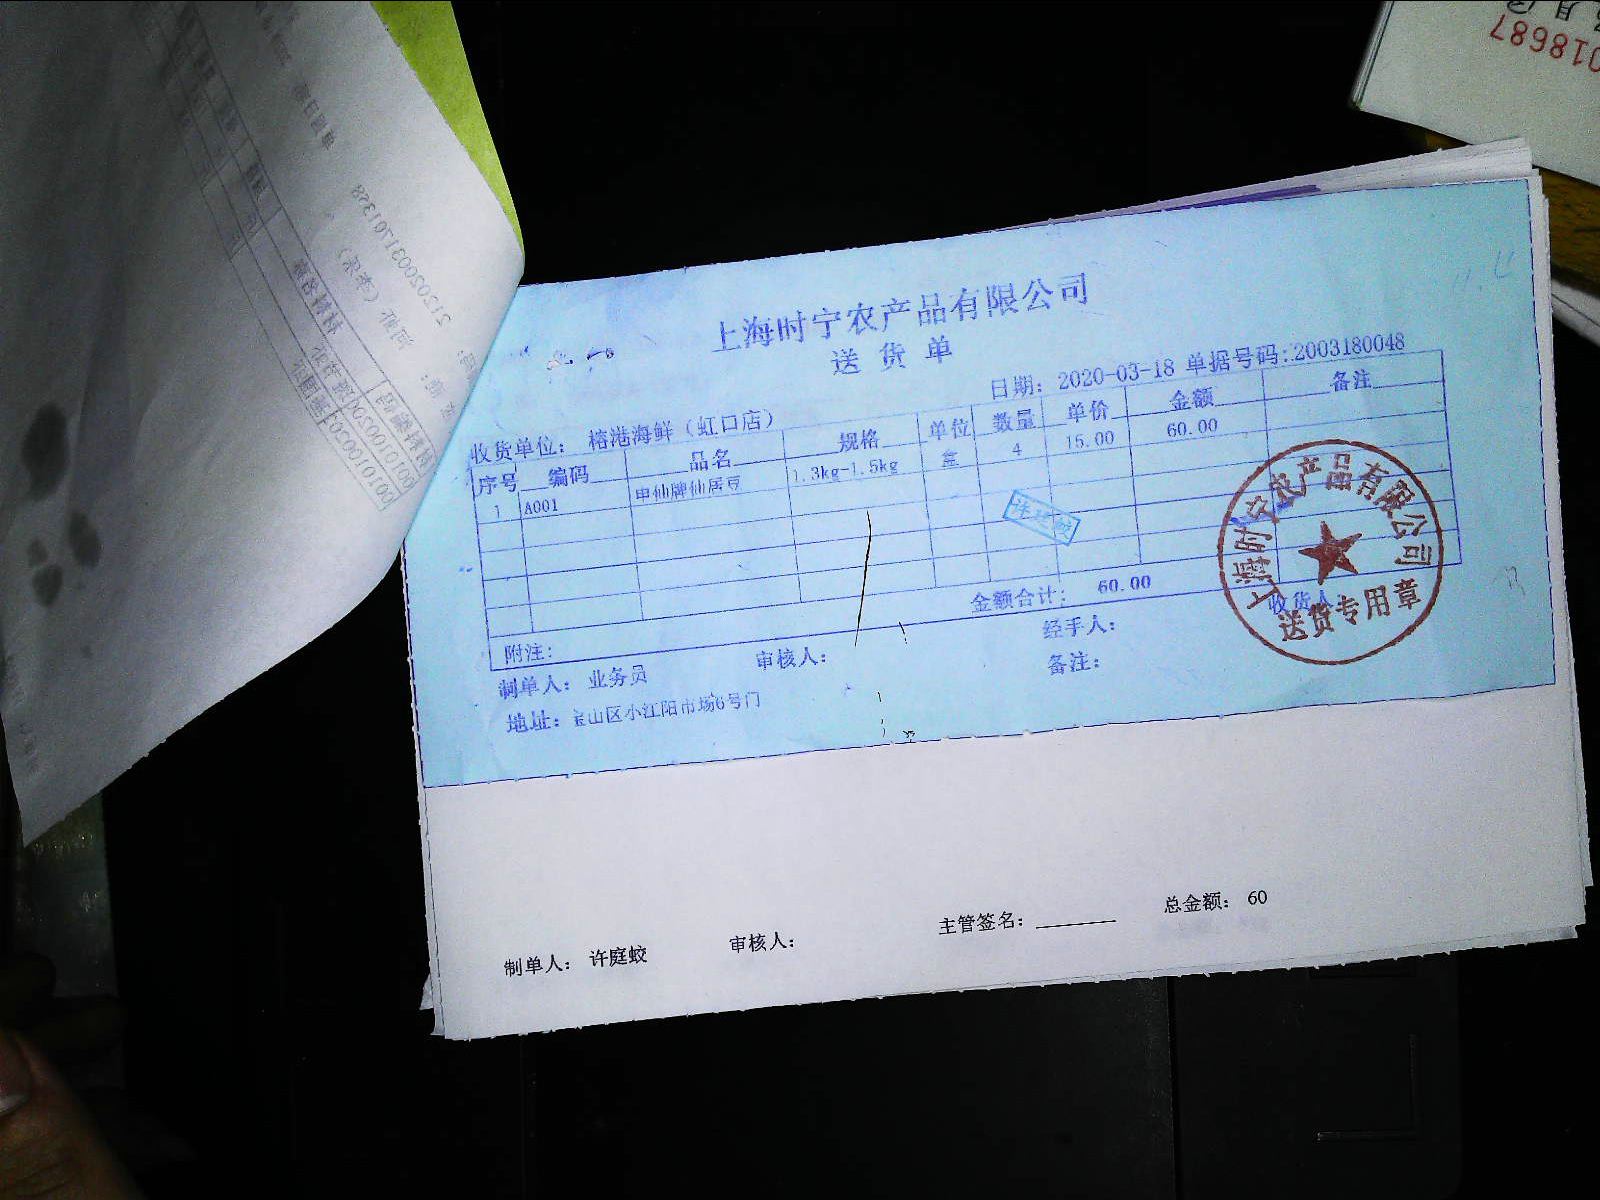 上海时宁农产品有限公司
送货单
日期：2020-03-18 单据号码:2003180048
收货单位：榕港海鲜（虹口店）
序号 编码 品名 规格 单位 数量 单价 金额 备注
1 A001 申仙牌仙居豆 1.3kg-1.5kg 盒 4 15.00 60.00
许庭蛟
金额合计： 60.00
附注：
审核人：
经手人：
收货人
制单人：业务员
备注：
地址：宝山区小江阳市场6号门
上海时宁农产品有限公司
送货专用章
制单人：许庭蛟
审核人：
主管签名：
总金额：60
018687